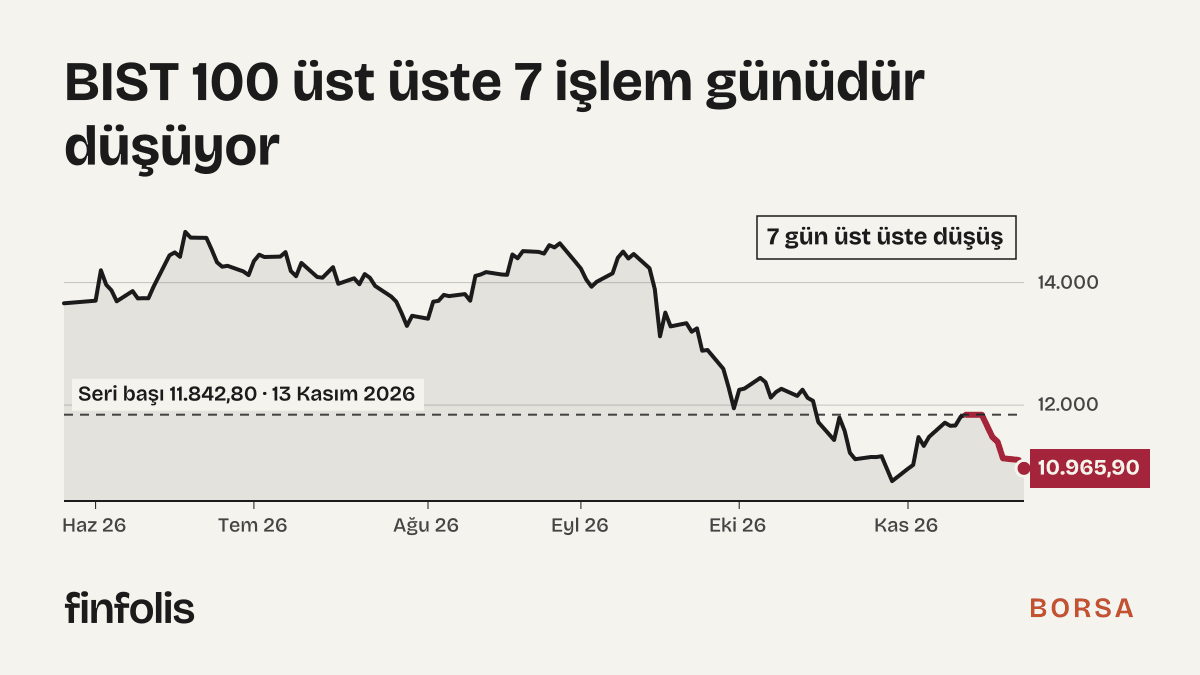 BIST 100 üst üste 7 işlem günüdür
düşüyor
7 gün üst üste düşüş
14.000
Seri başı 11.842,80 · 13 Kasım 2026
12.000
10.965,90
Haz 26
Tem 26
Ağu 26
Eyl 26
Eki 26
Kas 26
finfolis
BORSA